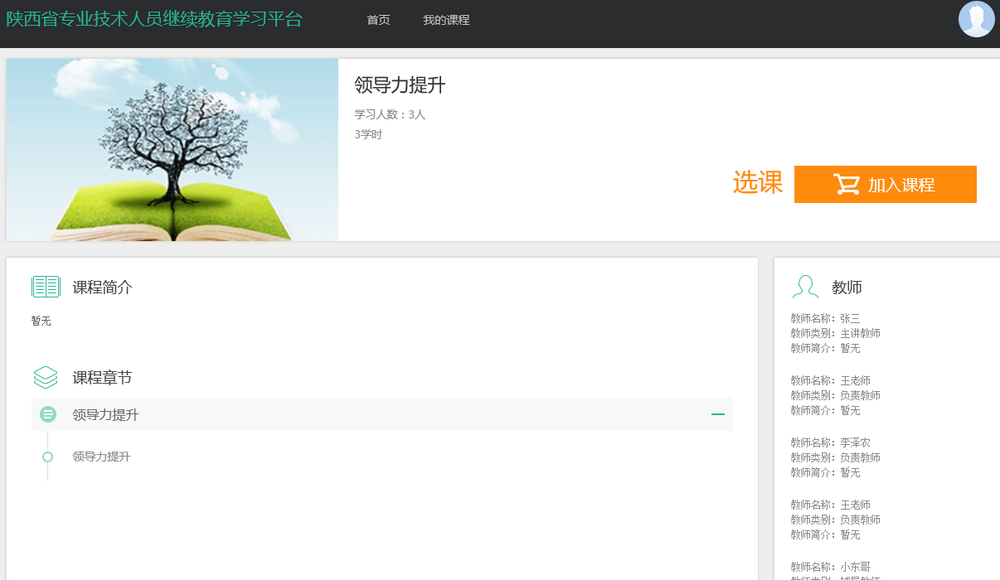 陕西省专业技术人员继续教育学习平台
首页
我的课程
领导力提升
学习人数：3人
3学时
选课
加入课程
课程简介
暂无
课程章节
领导力提升
领导力提升
教师
教师名称：张三
教师类别：主讲教师
教师简介：暂无
教师名称：王老师
教师类别：负责教师
教师简介：暂无
教师名称：李泽农
教师类别：负责教师
教师简介：暂无
教师名称：王老师
教师类别：负责教师
教师简介：暂无
教师名称：小东哥